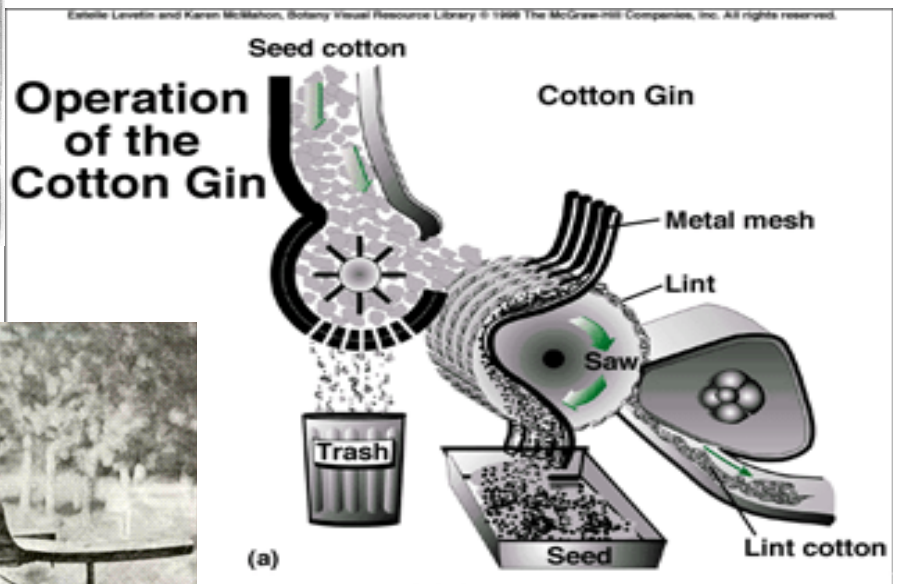 Estelle Levetin and Karen McMahon, Botany Visual Resource Library © 1998 The McGraw-Hill Companies, Inc. All rights reserved.
Seed cotton
Operation
of the
Cotton Gin
Cotton Gin
Metal mesh
Lint
Saw
Trash
Seed
Lint cotton
(a)